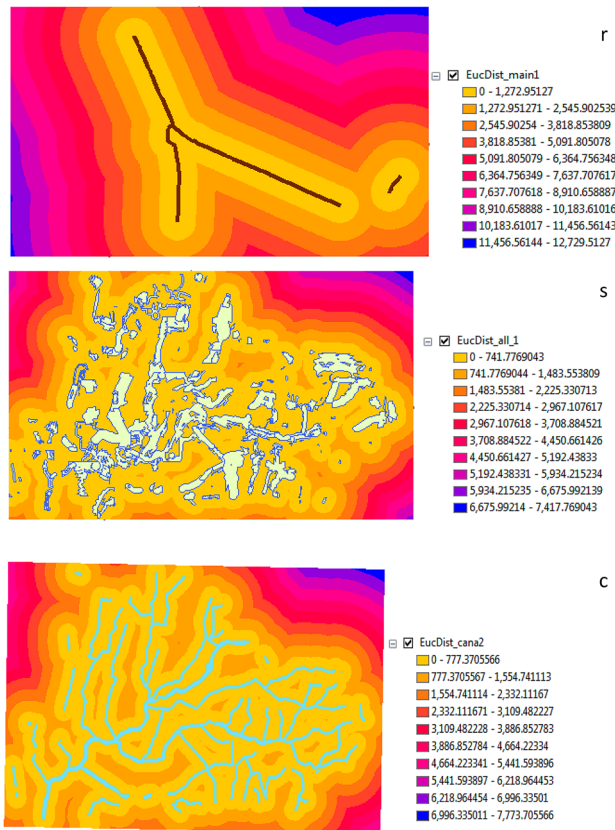 r
EucDist_main1
0 - 1,272.95127
1,272.951271 - 2,545.902539
2,545.90254 - 3,818.853809
3,818.85381 - 5,091.805078
5,091.805079 - 6,364.756348
6,364.756349 - 7,637.707617
7,637.707618 - 8,910.658887
8,910.658888 - 10,183.61016
10,183.61017 - 11,456.56143
11,456.56144 - 12,729.5127
s
EucDist_all_1
0 - 741.7769043
741.7769044 - 1,483.553809
1,483.55381 - 2,225.330713
2,225.330714 - 2,967.107617
2,967.107618 - 3,708.884521
3,708.884522 - 4,450.661426
4,450.661427 - 5,192.43833
5,192.438331 - 5,934.215234
5,934.215235 - 6,675.992139
6,675.99214 - 7,417.769043
c
EucDist_cana2
0 - 777.3705566
777.3705567 - 1,554.741113
1,554.741114 - 2,332.11167
2,332.111671 - 3,109.482227
3,109.482228 - 3,886.852783
3,886.852784 - 4,664.22334
4,664.223341 - 5,441.593896
5,441.593897 - 6,218.964453
6,218.964454 - 6,996.33501
6,996.335011 - 7,773.705566